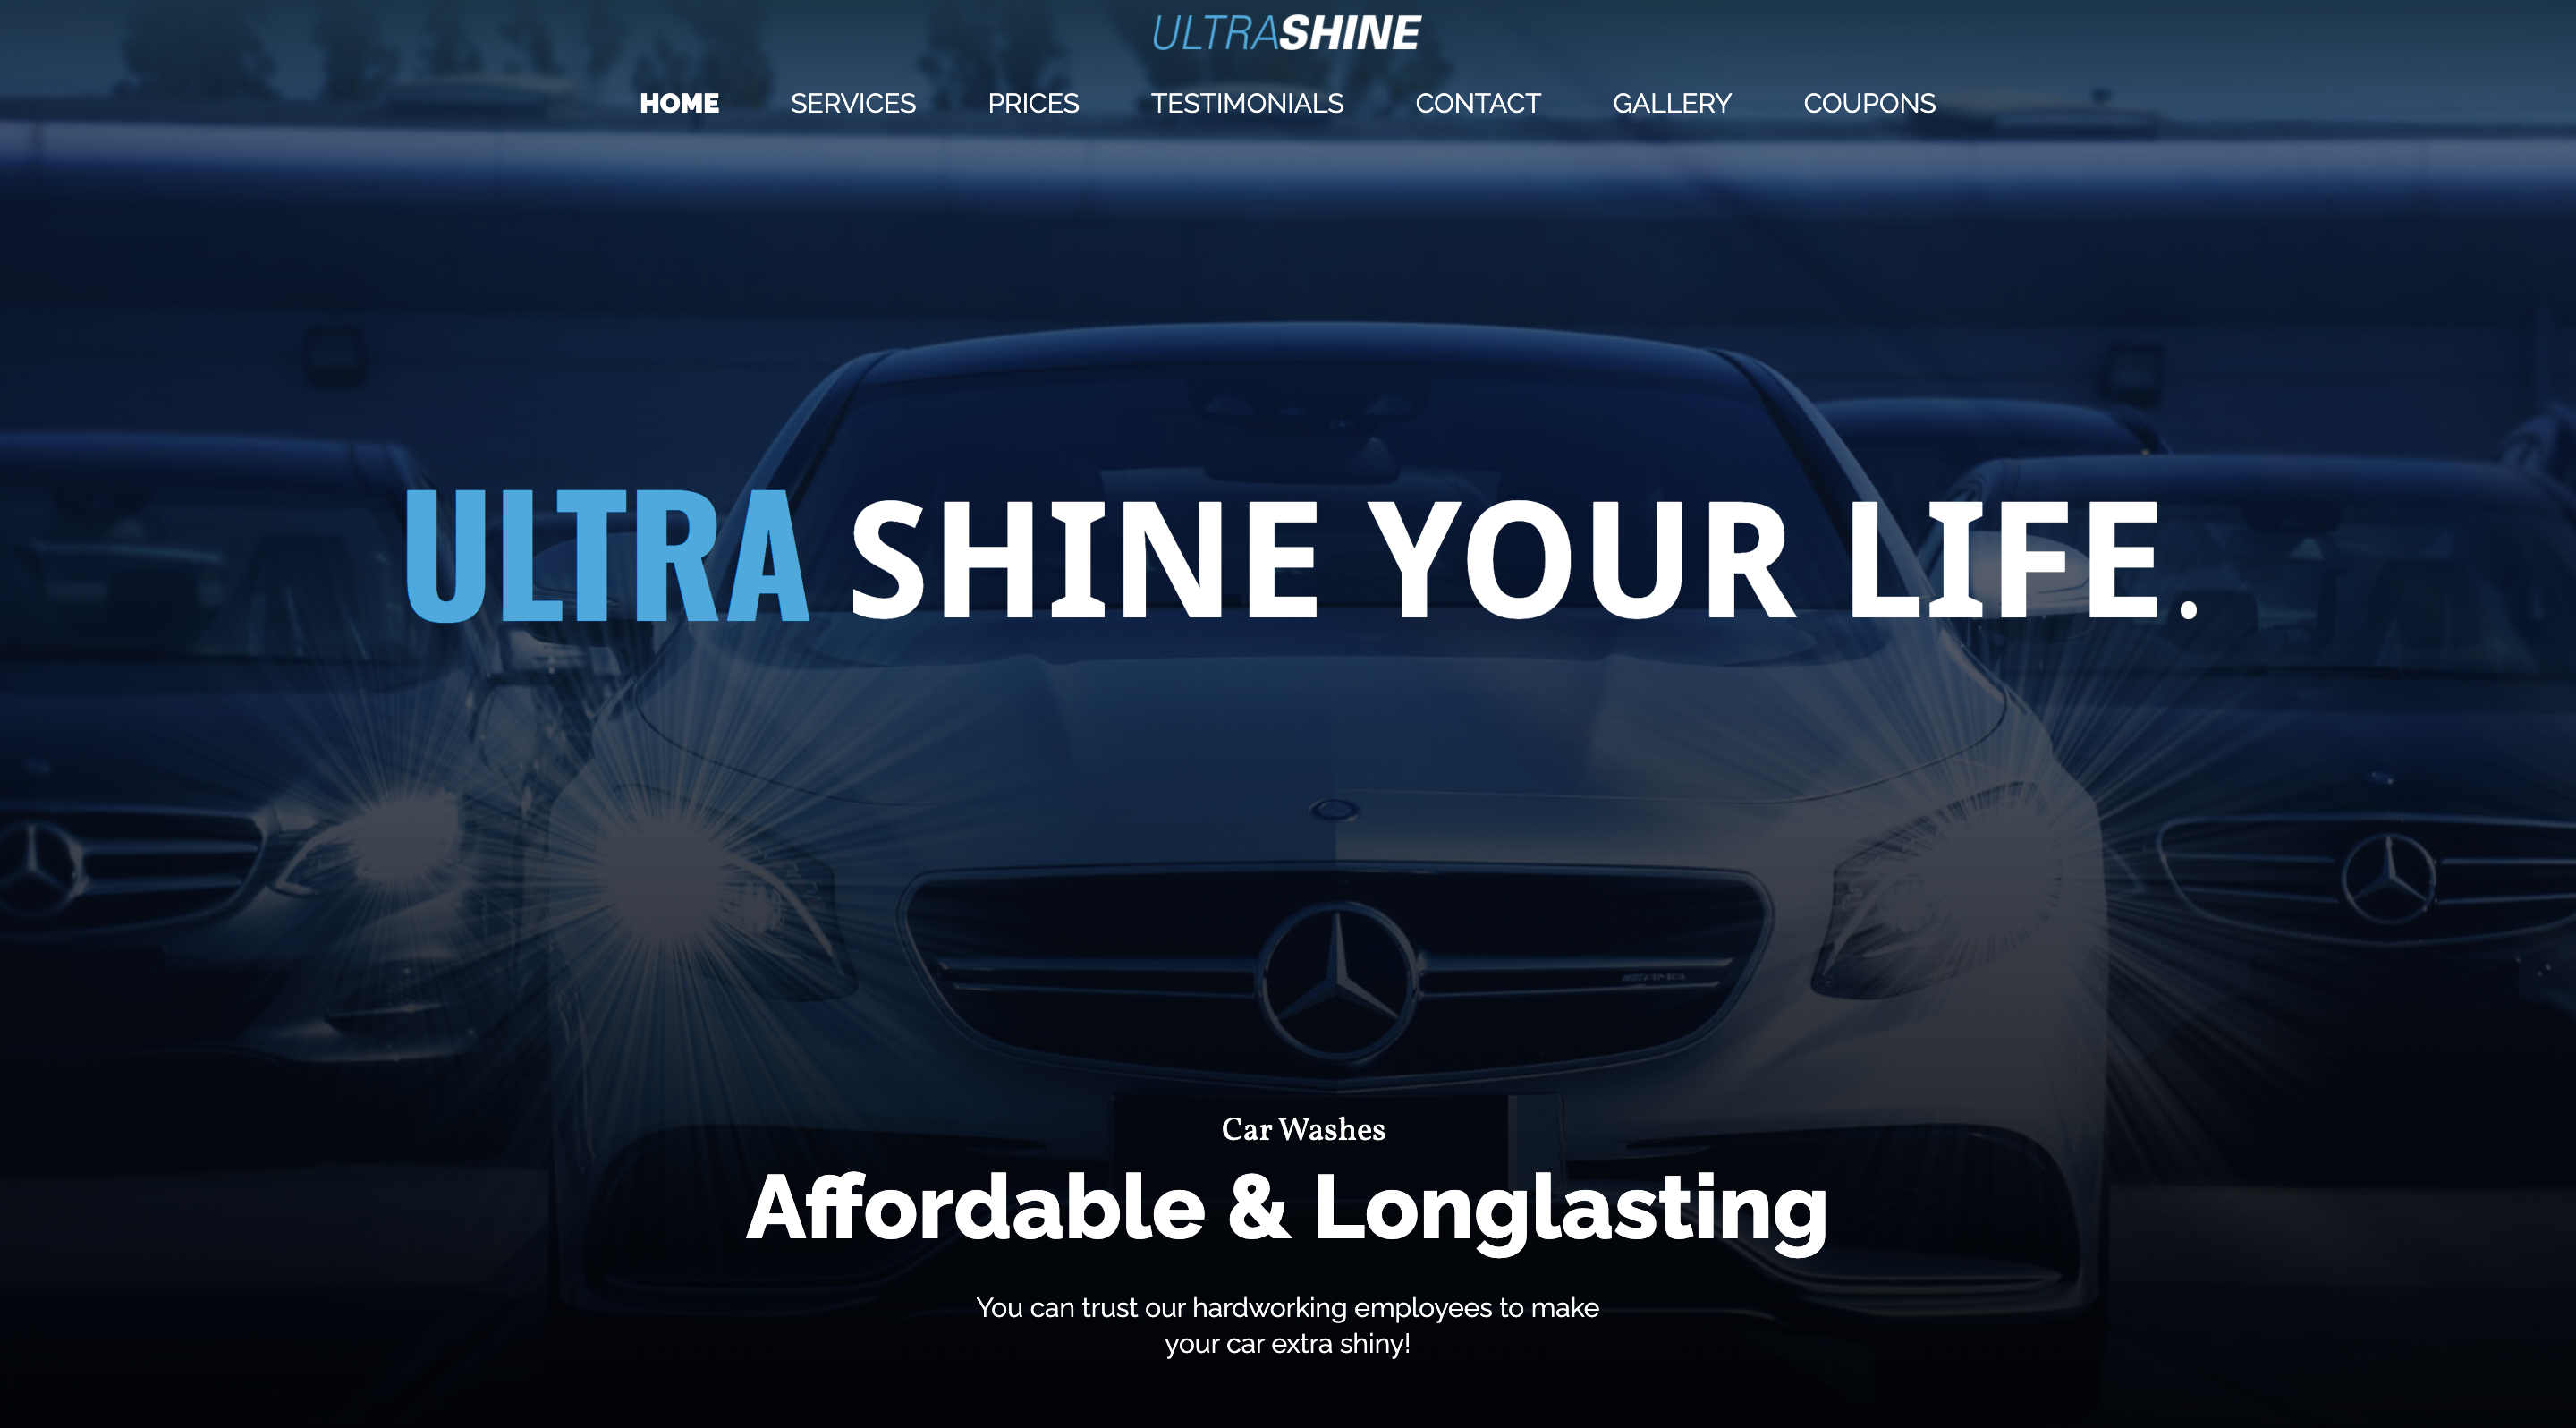 ULTRASHINE
HOME SERVICES PRICES TESTIMONIALS CONTACT GALLERY COUPONS
ULTRA SHINE YOUR LIFE.
AMG
Car Washes
Affordable & Longlasting
You can trust our hardworking employees to make
your car extra shiny!